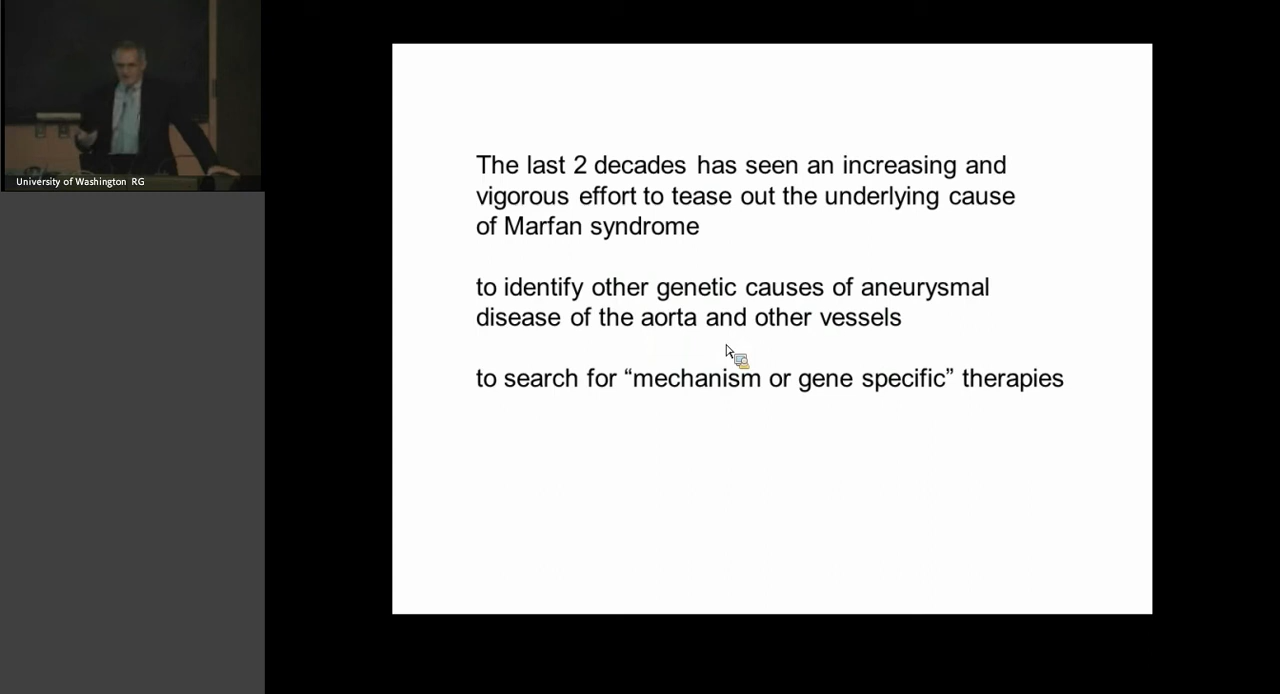 University of Washington RG
The last 2 decades has seen an increasing and
vigorous effort to tease out the underlying cause
of Marfan syndrome
to identify other genetic causes of aneurysmal
disease of the aorta and other vessels
to search for “mechanism or gene specific” therapies